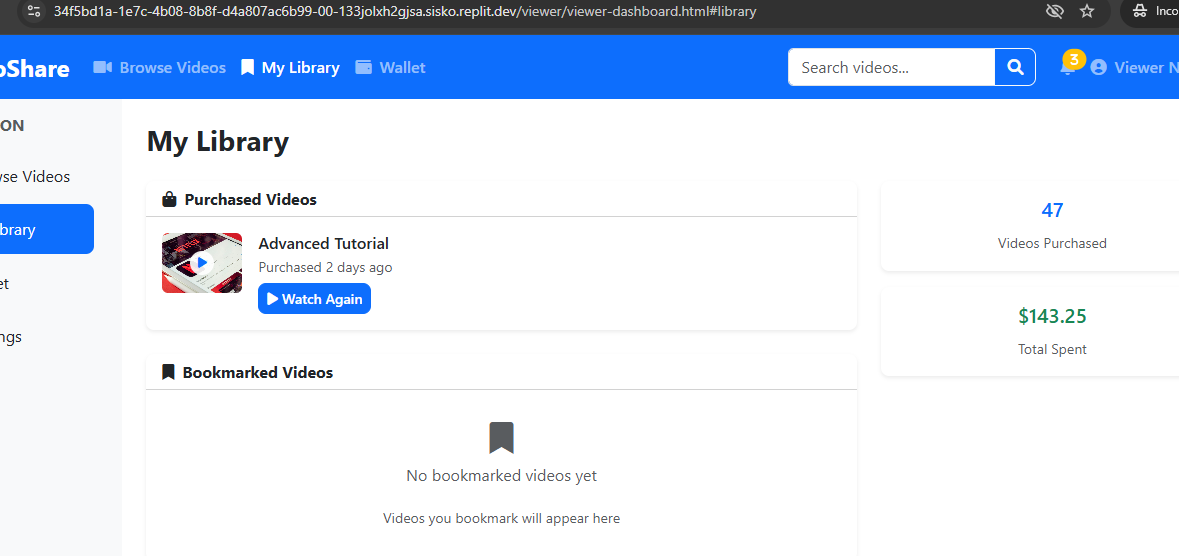 34f5bd1a-1e7c-4b08-8b8f-d4a807ac6b99-00-133jolxh2gjsa.sisko.replit.dev/viewer/viewer-dashboard.html#library
Inco
oShare Browse Videos My Library Wallet Search videos... 3 Viewer N
ON
wse Videos
brary
et
ngs
My Library
Purchased Videos
Advanced Tutorial
Purchased 2 days ago
Watch Again
Bookmarked Videos
No bookmarked videos yet
Videos you bookmark will appear here
47
Videos Purchased
$143.25
Total Spent